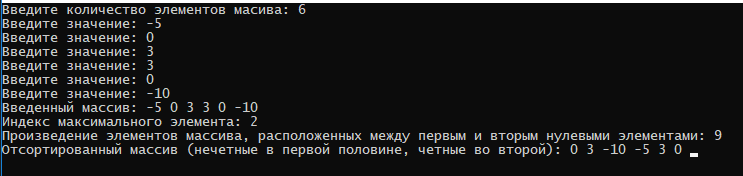 Введите количество элементов масива: 6
Введите значение: -5
Введите значение: 0
Введите значение: 3
Введите значение: 3
Введите значение: 0
Введите значение: -10
Введенный массив: -5 0 3 3 0 -10
Индекс максимального элемента: 2
Произведение элементов массива, расположенных между первым и вторым нулевыми элементами: 9
Отсортированный массив (нечетные в первой половине, четные во второй): 0 3 -10 -5 3 0